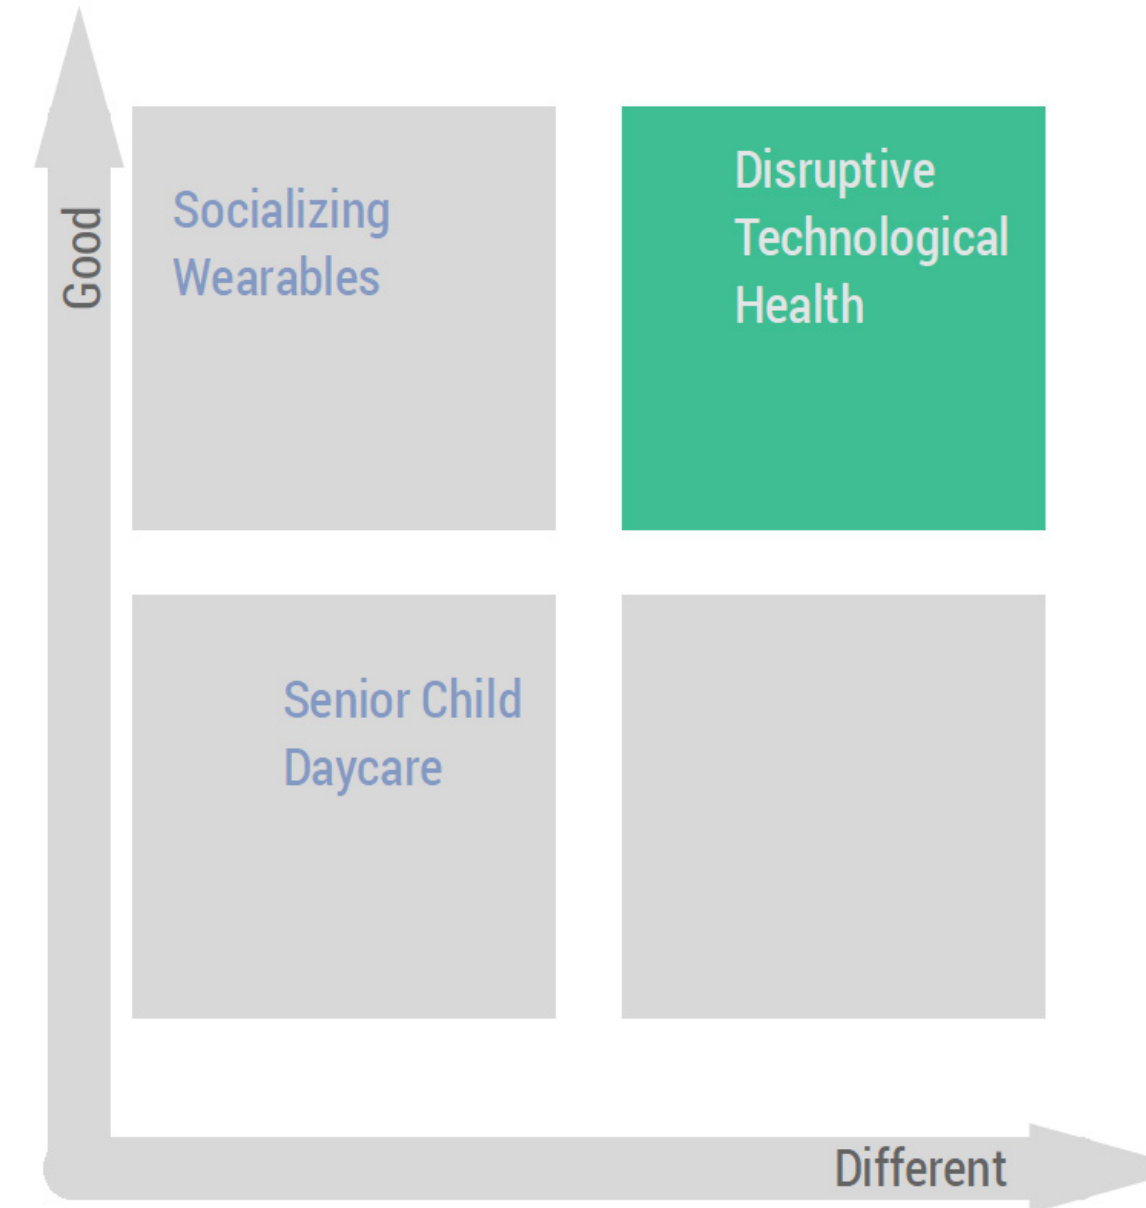 Good
Socializing
Wearables
Disruptive
Technological
Health
Senior Child
Daycare
Different